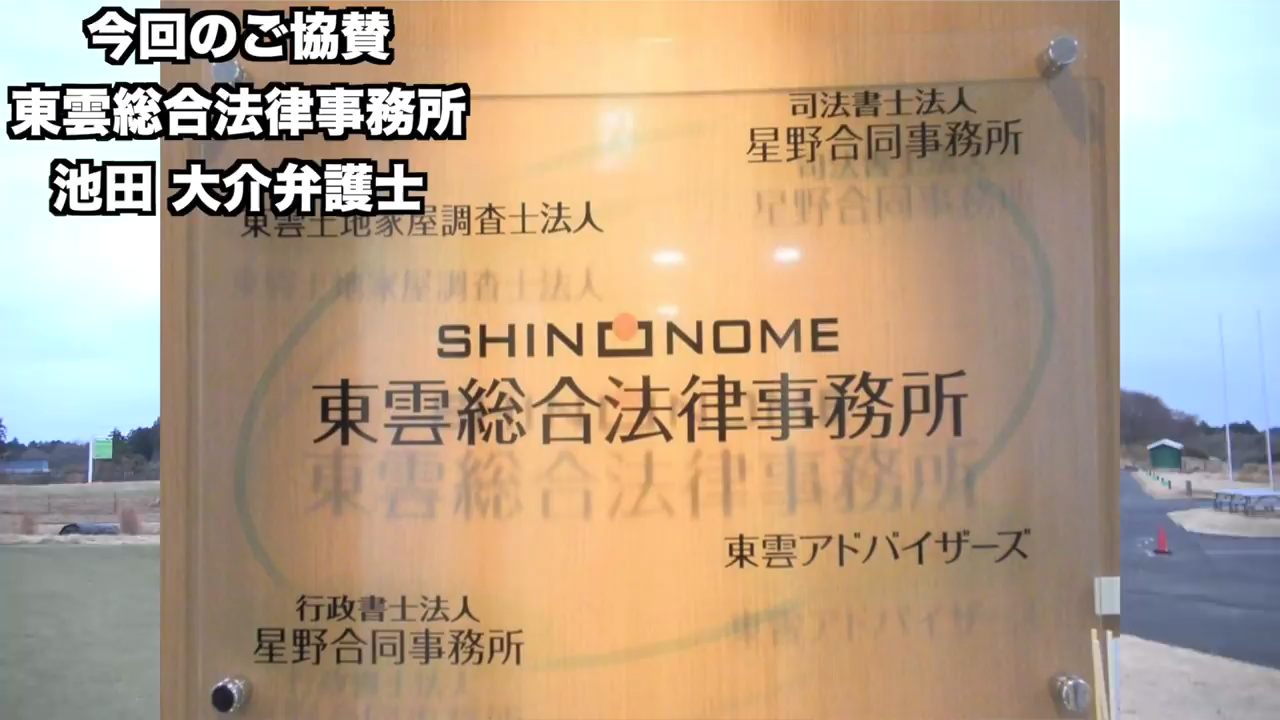 今回のご協賛
東雲総合法律事務所
池田 大介弁護士
司法書士法人
星野合同事務所
東雲土地家屋調査士法人
SHINONOME
東雲総合法律事務所
東雲アドバイザーズ
行政書士法人
星野合同事務所